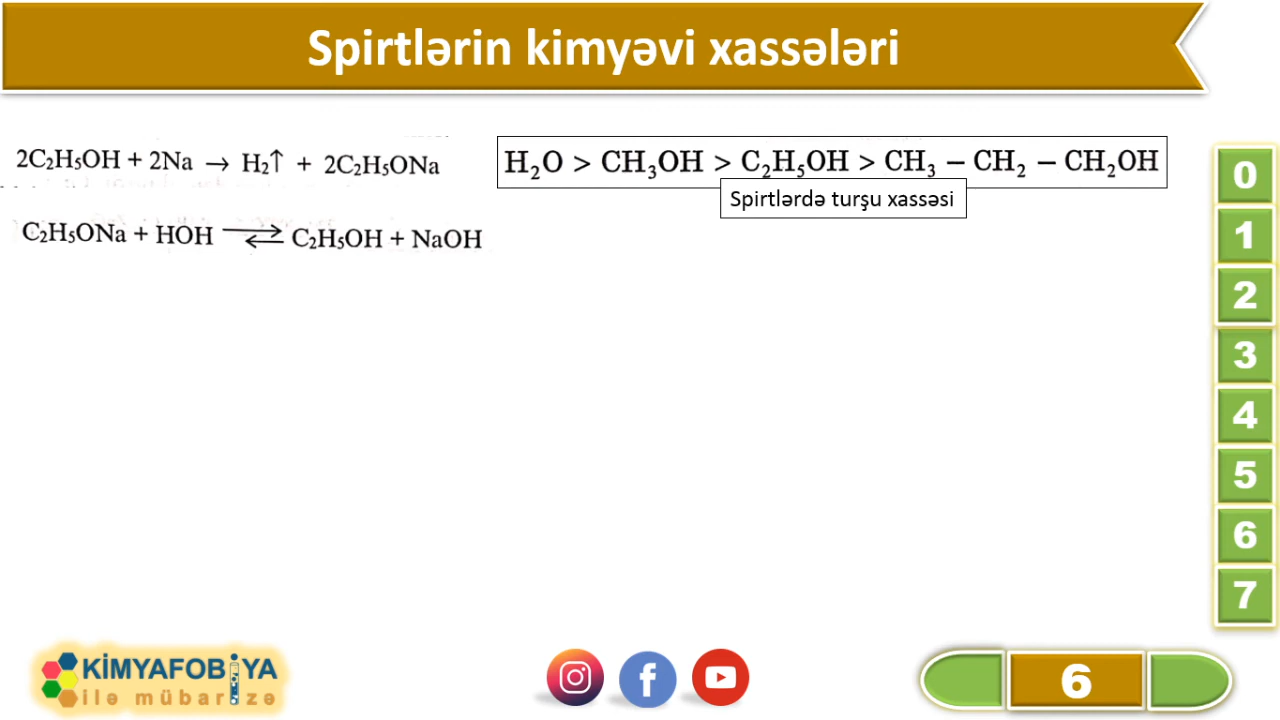 Spirtlərin kimyəvi xassələri
2C₂H₅OH + 2Na → H₂↑ + 2C₂H₅ONa
H₂O > CH₃OH > C₂H₅OH > CH₃ – CH₂ – CH₂OH
Spirtlərdə turşu xassəsi
C₂H₅ONa + HOH ⇄ C₂H₅OH + NaOH
0
1
2
3
4
5
6
7
KİMYAFOBİYA
ilə mübarizə
6